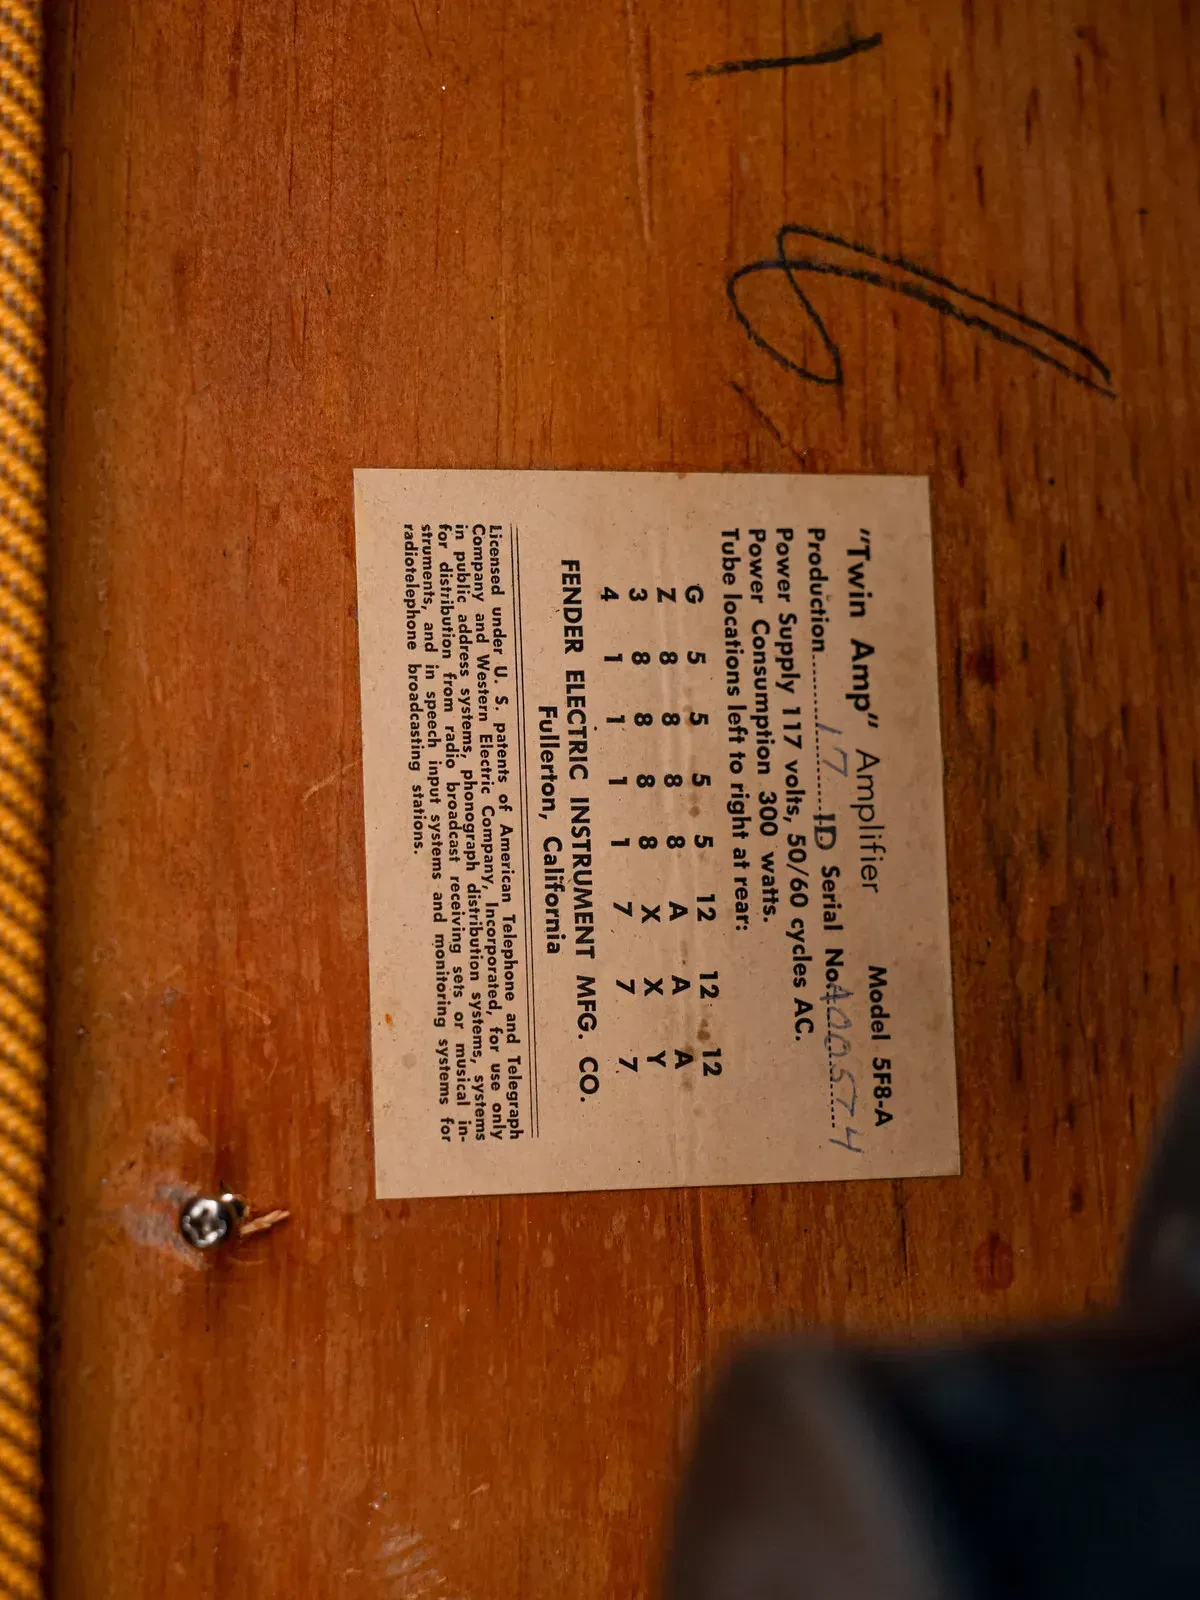 "Twin Amp" Amplifier Model 5F8-A
Production 17 ID Serial No. A00574
Power Supply 117 volts, 50/60 cycles AC.
Power Consumption 300 watts.
Tube locations left to right at rear:
G 5 5 5 5 12 12 12
Z 8 8 8 8 A A A
3 8 8 8 8 X X Y
4 1 1 1 1 7 7 7
FENDER ELECTRIC INSTRUMENT MFG. CO.
Fullerton, California
Licensed under U. S. patents of American Telephone and Telegraph
Company and Western Electric Company, Incorporated, for use only
in public address systems, phonograph distribution systems, systems
for distribution from radio broadcast receiving sets or musical in-
struments, and in speech input systems and monitoring systems for
radiotelephone broadcasting stations.